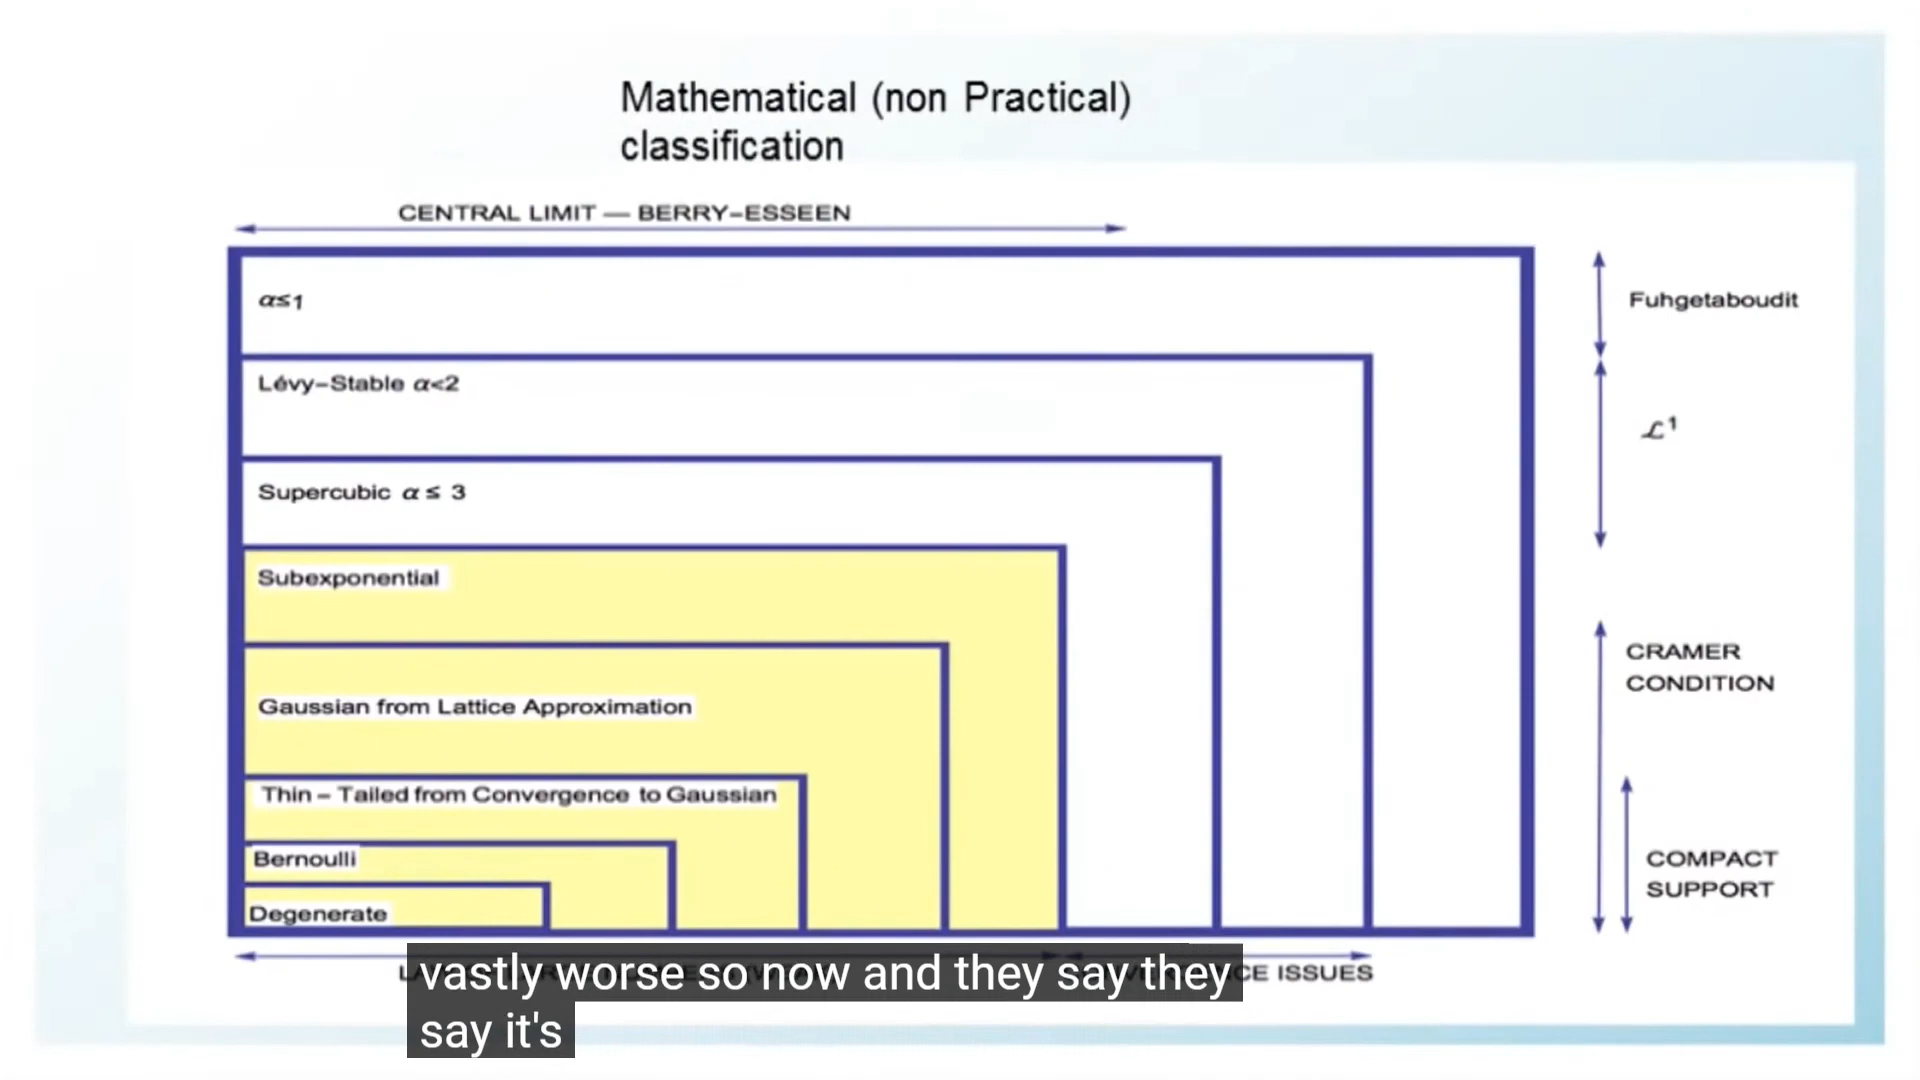 Mathematical (non Practical)
classification
CENTRAL LIMIT — BERRY–ESSEEN
α≤1
Fuhgetaboudit
Lévy–Stable α<2
ℒ¹
Supercubic α ≤ 3
Subexponential
CRAMER
CONDITION
Gaussian from Lattice Approximation
Thin – Tailed from Convergence to Gaussian
Bernoulli
COMPACT
SUPPORT
Degenerate
ISSUES
vastly worse so now and they say they
say it's